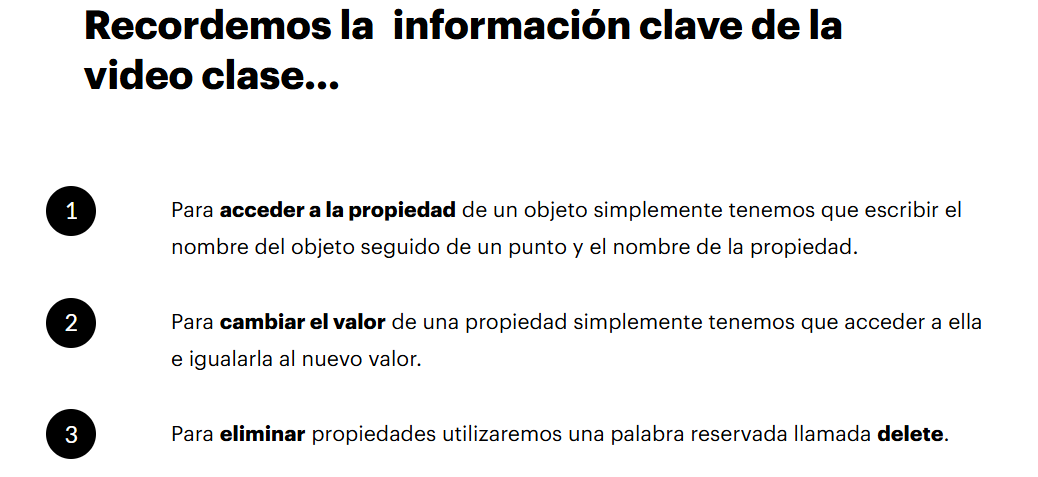 Recordemos la información clave de la
video clase...
1
Para acceder a la propiedad de un objeto simplemente tenemos que escribir el
nombre del objeto seguido de un punto y el nombre de la propiedad.
2
Para cambiar el valor de una propiedad simplemente tenemos que acceder a ella
e igualarla al nuevo valor.
3
Para eliminar propiedades utilizaremos una palabra reservada llamada delete.